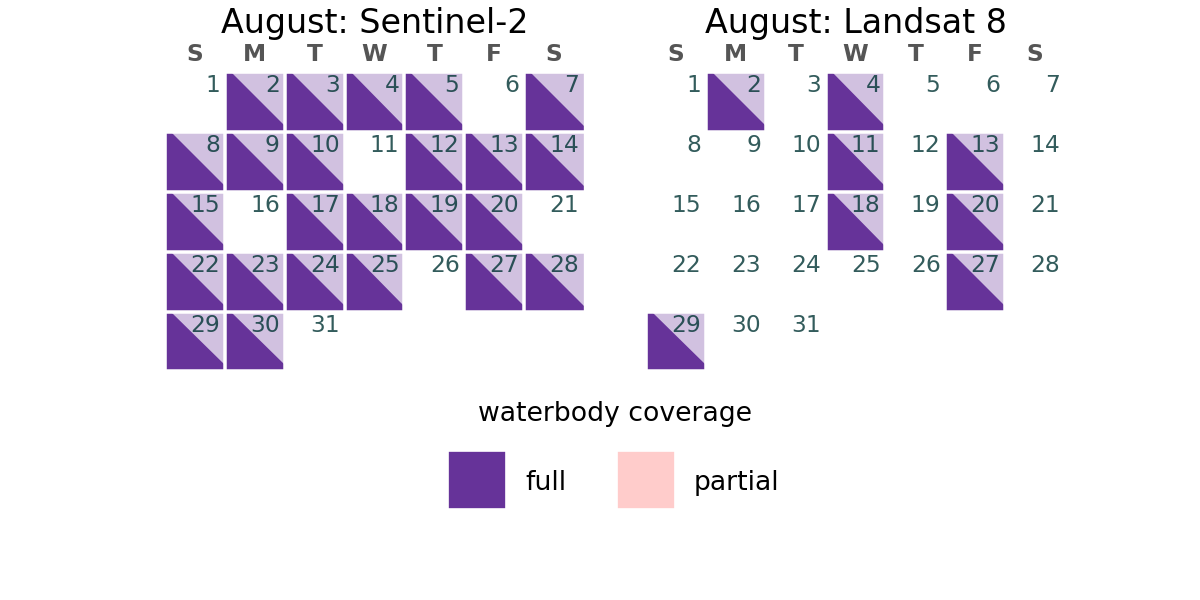 August: Sentinel-2
S M T W T F S
1 2 3 4 5 6 7
8 9 10 11 12 13 14
15 16 17 18 19 20 21
22 23 24 25 26 27 28
29 30 31
August: Landsat 8
S M T W T F S
1 2 3 4 5 6 7
8 9 10 11 12 13 14
15 16 17 18 19 20 21
22 23 24 25 26 27 28
29 30 31
waterbody coverage
full
partial